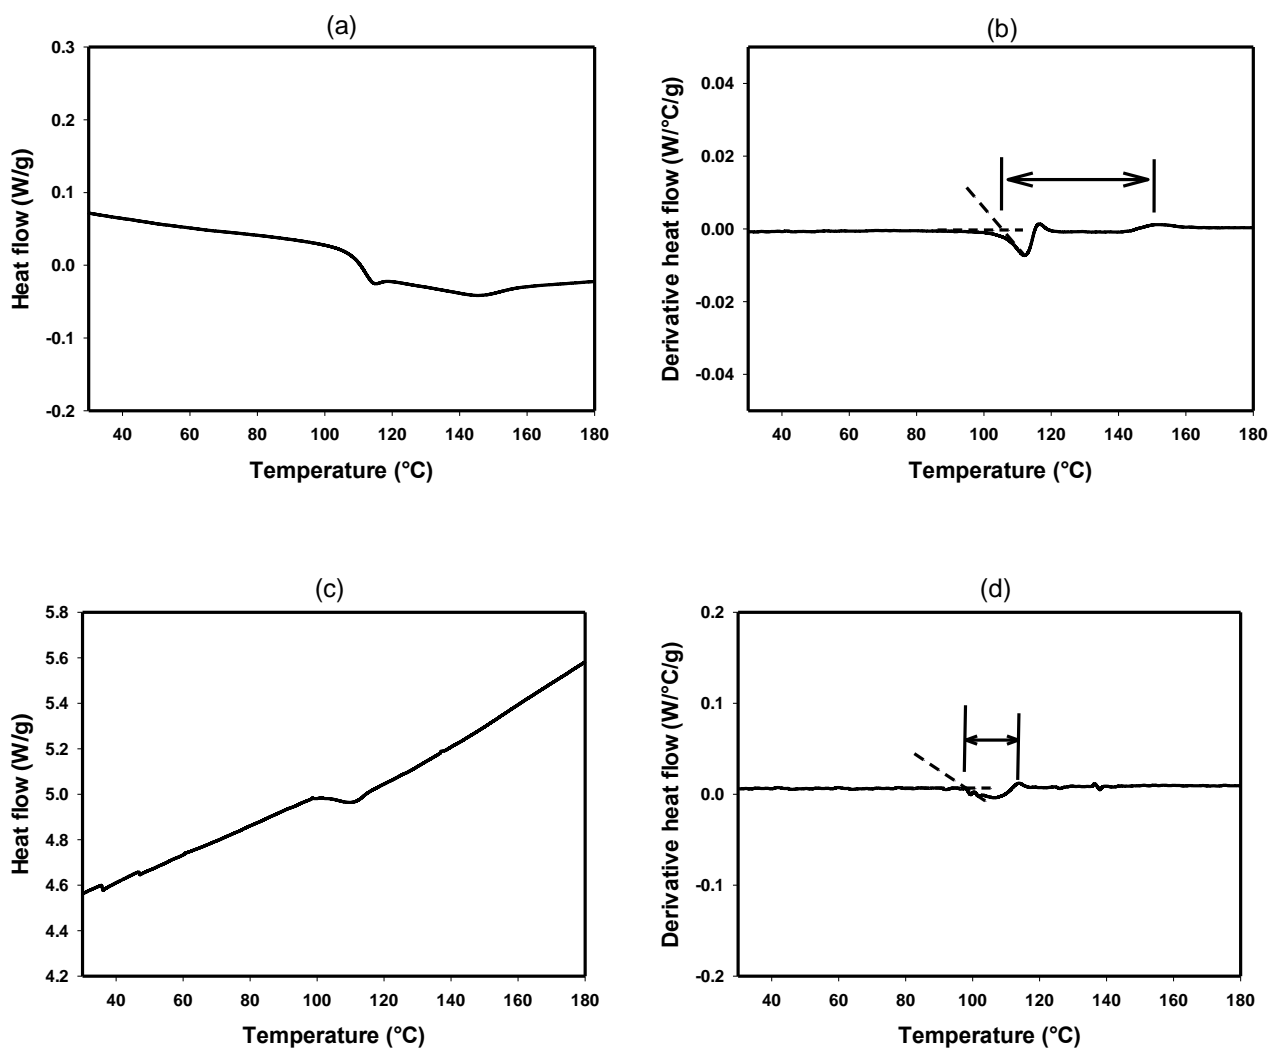 (a)
0.3
0.2
0.1
0.0
-0.1
-0.2
Heat flow (W/g)
40 60 80 100 120 140 160 180
Temperature (°C)
(b)
0.04
0.02
0.00
-0.02
-0.04
Derivative heat flow (W/°C/g)
40 60 80 100 120 140 160 180
Temperature (°C)
(c)
5.8
5.6
5.4
5.2
5.0
4.8
4.6
4.4
4.2
Heat flow (W/g)
40 60 80 100 120 140 160 180
Temperature (°C)
(d)
0.2
0.1
0.0
-0.1
-0.2
Derivative heat flow (W/°C/g)
40 60 80 100 120 140 160 180
Temperature (°C)